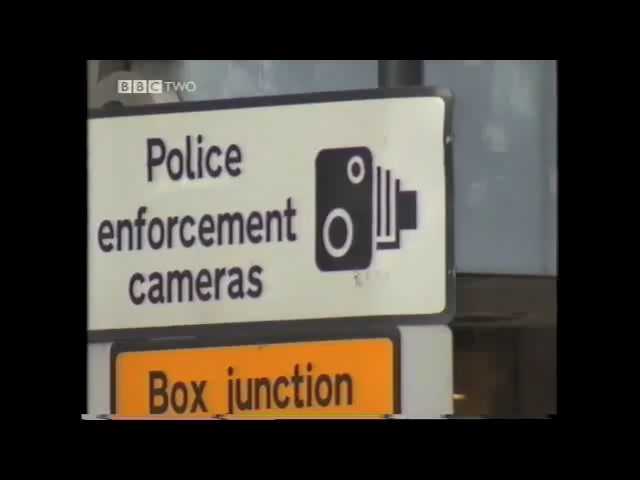 BBC TWO
Police
enforcement
cameras
Box junction